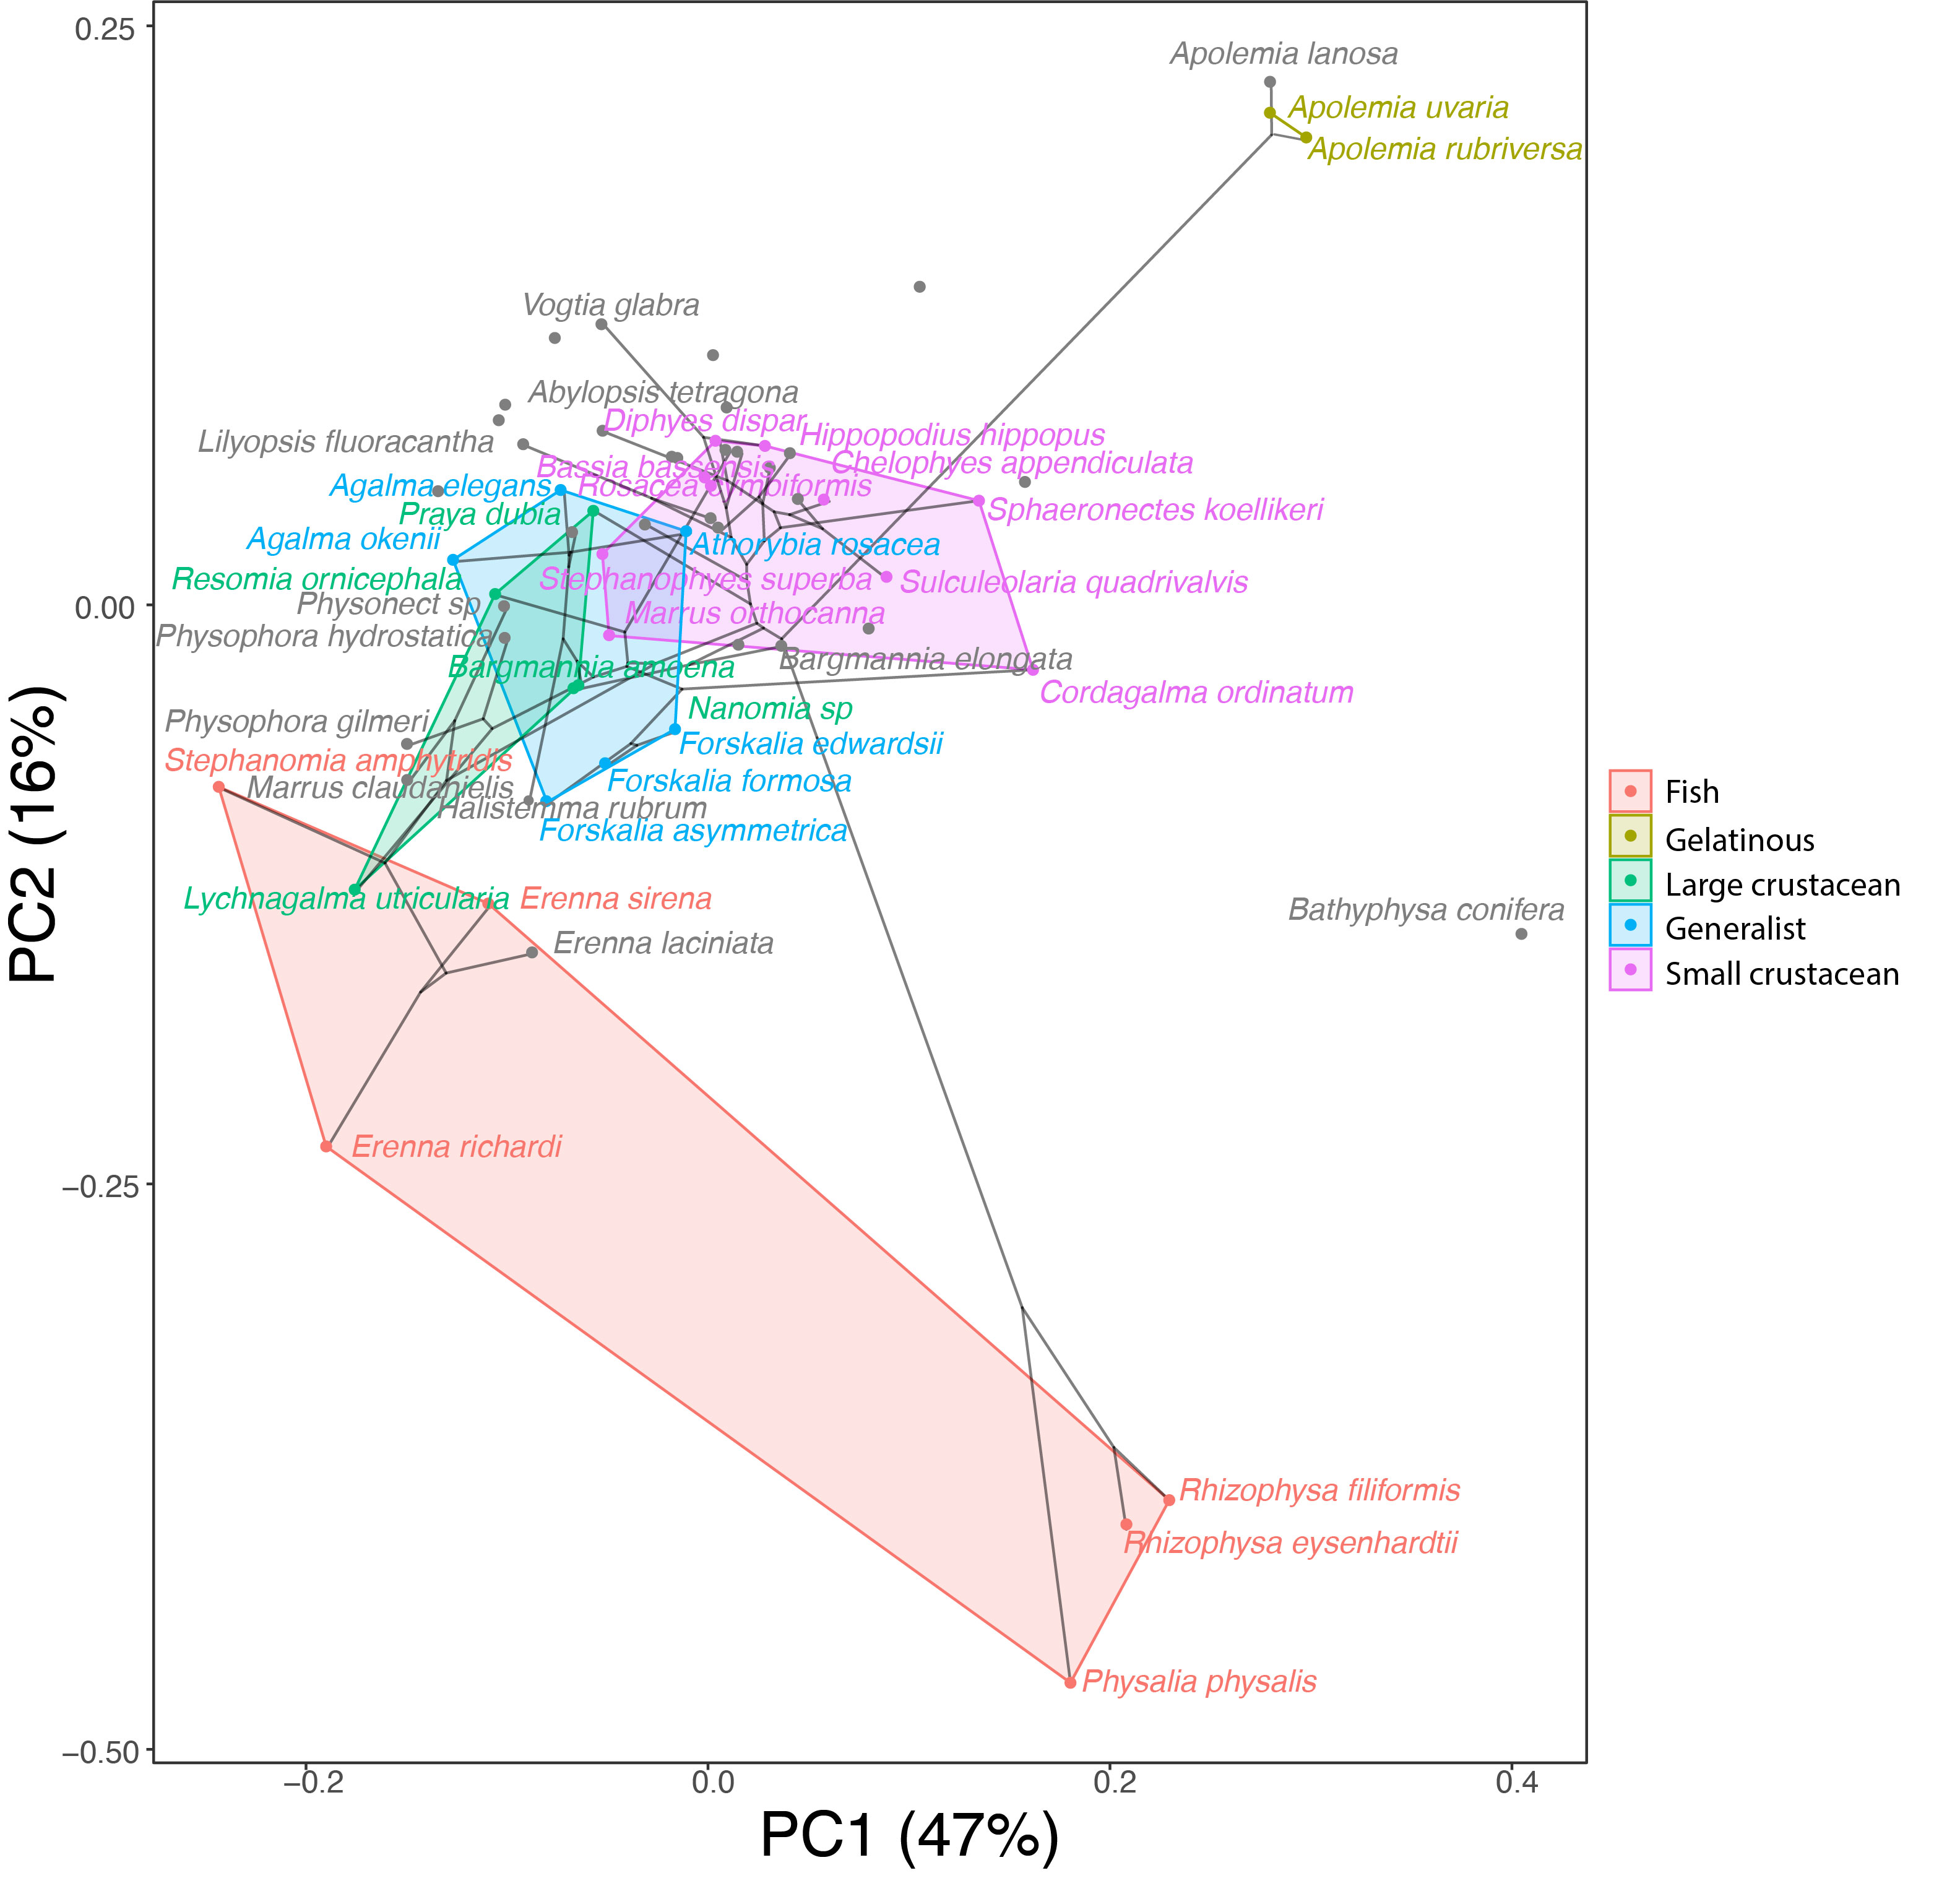 0.25
Apolemia lanosa
Apolemia uvaria
Apolemia rubriversa
Vogtia glabra
Abylopsis tetragona
Diphyes dispar
Hippopodius hippopus
Lilyopsis fluoracantha
Bassia bassensis
Chelophyes appendiculata
Agalma elegans
Rosacea
Praya dubia
Sphaeronectes koellikeri
Agalma okenii
Athorybia rosacea
Resomia ornicephala
Stephanophyes superba
Sulculeolaria quadrivalvis
0.00
Physonect sp
Marrus orthocanna
Physophora hydrostatica
Bargmannia amoena
Bargmannia elongata
Cordagalma ordinatum
Physophora gilmeri
Nanomia sp
Forskalia edwardsii
Stephanomia amphytridis
Marrus claudanielis
Forskalia formosa
Halistemma rubrum
Forskalia asymmetrica
Lychnagalma utricularia
Erenna sirena
Erenna laciniata
Bathyphysa conifera
Erenna richardi
−0.25
Rhizophysa filiformis
Rhizophysa eysenhardtii
Physalia physalis
−0.50
−0.2
0.0
0.2
0.4
PC1 (47%)
PC2 (16%)
Fish
Gelatinous
Large crustacean
Generalist
Small crustacean